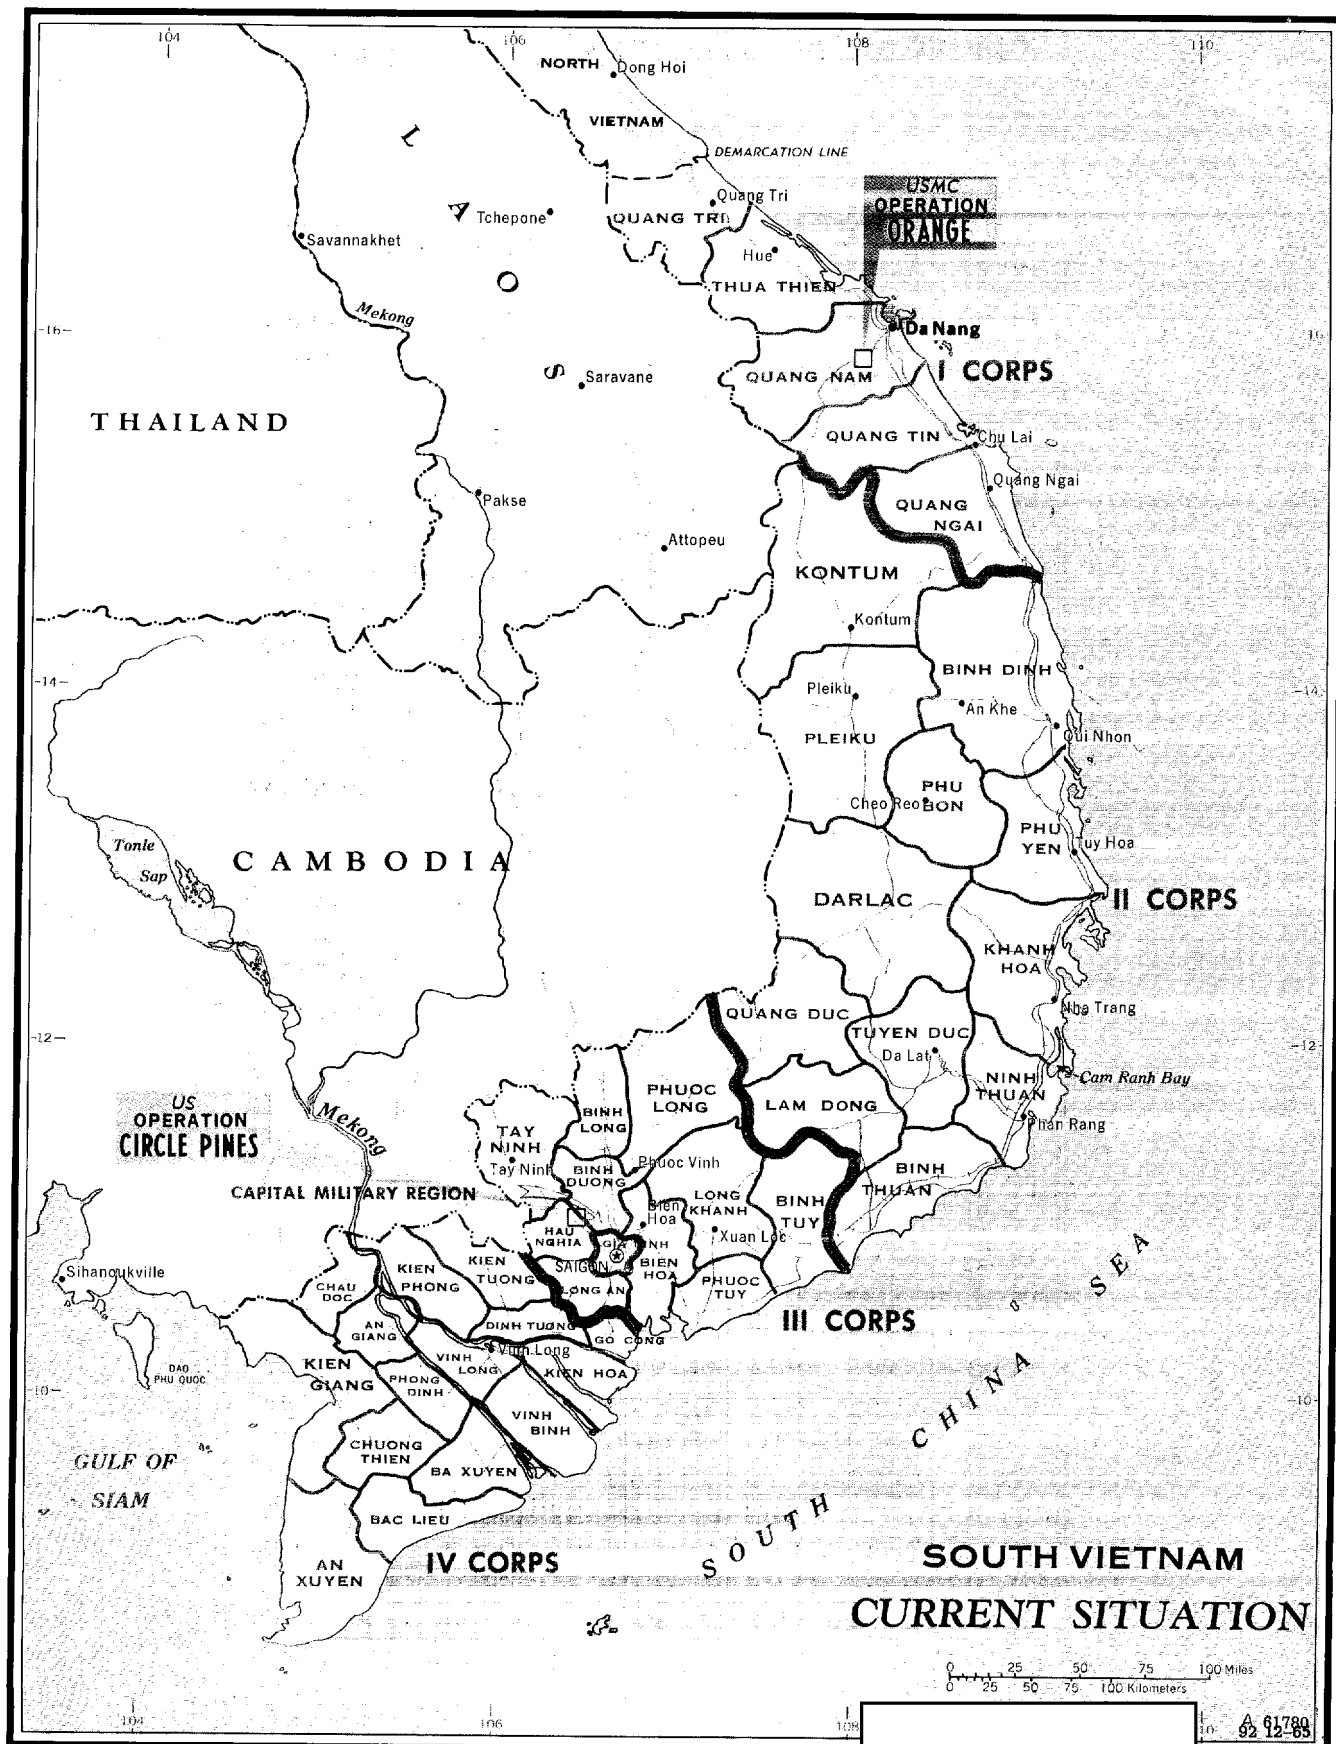 104
106
108
110
NORTH
Dong Hoi
VIETNAM
DEMARCATION LINE
LAOS
Tchepone
Savannakhet
Quang Tri
QUANG TRI
Hue
THUA THIEN
USMC
OPERATION
ORANGE
Mekong
16
16
Da Nang
Saravane
QUANG NAM
I CORPS
THAILAND
QUANG TIN
Chu Lai
Pakse
Quang Ngai
QUANG
NGAI
Attopeu
KONTUM
Kontum
14
14
BINH DINH
Pleiku
An Khe
PLEIKU
Qui Nhon
Cheo Reo
PHU
BON
PHU
YEN
Tuy Hoa
Tonle
Sap
CAMBODIA
DARLAC
II CORPS
KHANH
HOA
Nha Trang
12
12
QUANG DUC
TUYEN DUC
Da Lat
Cam Ranh Bay
NINH
THUAN
Phan Rang
US
OPERATION
CIRCLE PINES
Mekong
PHUOC
LONG
BINH
LONG
LAM DONG
TAY
NINH
Tay Ninh
BINH
DUONG
Phuoc Vinh
BINH
THUAN
CAPITAL MILITARY REGION
LONG
KHANH
BINH
TUY
Bien
Hoa
Xuan Loc
HAU
NGHIA
GIA DINH
SAIGON
BIEN
HOA
PHUOC
TUY
KIEN
TUONG
KIEN
PHONG
LONG AN
Sihanoukville
CHAU
DOC
AN
GIANG
DINH TUONG
GO CONG
III CORPS
Vinh Long
VINH
LONG
KIEN HOA
KIEN
GIANG
PHONG
DINH
DAO
PHU QUOC
10
10
VINH
BINH
CHUONG
THIEN
BA XUYEN
GULF OF
SIAM
BAC LIEU
AN
XUYEN
IV CORPS
SOUTH CHINA SEA
SOUTH VIETNAM
CURRENT SITUATION
0 25 50 75 100 Miles
0 25 50 75 100 Kilometers
104
106
108
A 61780
92 12-65